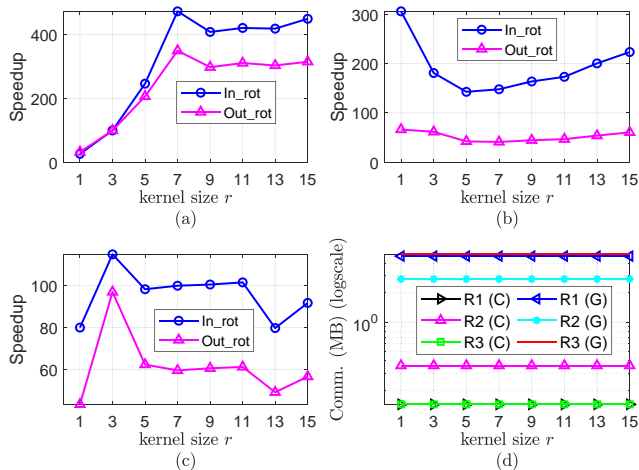 400
200
0
Speedup
In_rot
Out_rot
1 3 5 7 9 11 13 15
kernel size r
(a)
300
200
100
0
Speedup
In_rot
Out_rot
1 3 5 7 9 11 13 15
kernel size r
(b)
100
80
60
Speedup
In_rot
Out_rot
1 3 5 7 9 11 13 15
kernel size r
(c)
10^0
Comm. (MB) (logscale)
R1 (C) R1 (G)
R2 (C) R2 (G)
R3 (C) R3 (G)
1 3 5 7 9 11 13 15
kernel size r
(d)